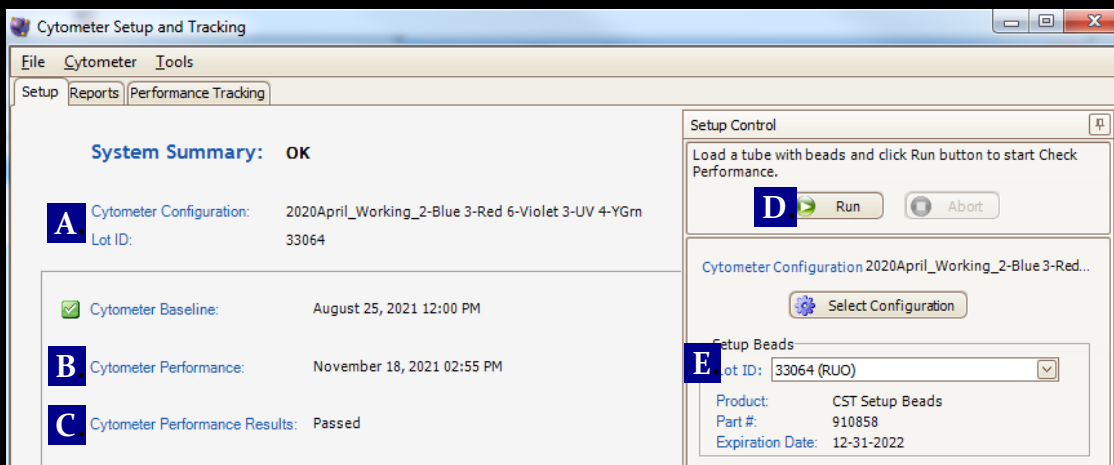 Cytometer Setup and Tracking
File Cytometer Tools
Setup Reports Performance Tracking
System Summary: OK
A.
Cytometer Configuration: 2020April_Working_2-Blue 3-Red 6-Violet 3-UV 4-YGrn
Lot ID: 33064
Cytometer Baseline: August 25, 2021 12:00 PM
B. Cytometer Performance: November 18, 2021 02:55 PM
C. Cytometer Performance Results: Passed
Setup Control
Load a tube with beads and click Run button to start Check
Performance.
D. Run Abort
Cytometer Configuration 2020April_Working_2-Blue 3-Red...
Select Configuration
Setup Beads
E. Lot ID: 33064 (RUO)
Product: CST Setup Beads
Part #: 910858
Expiration Date: 12-31-2022